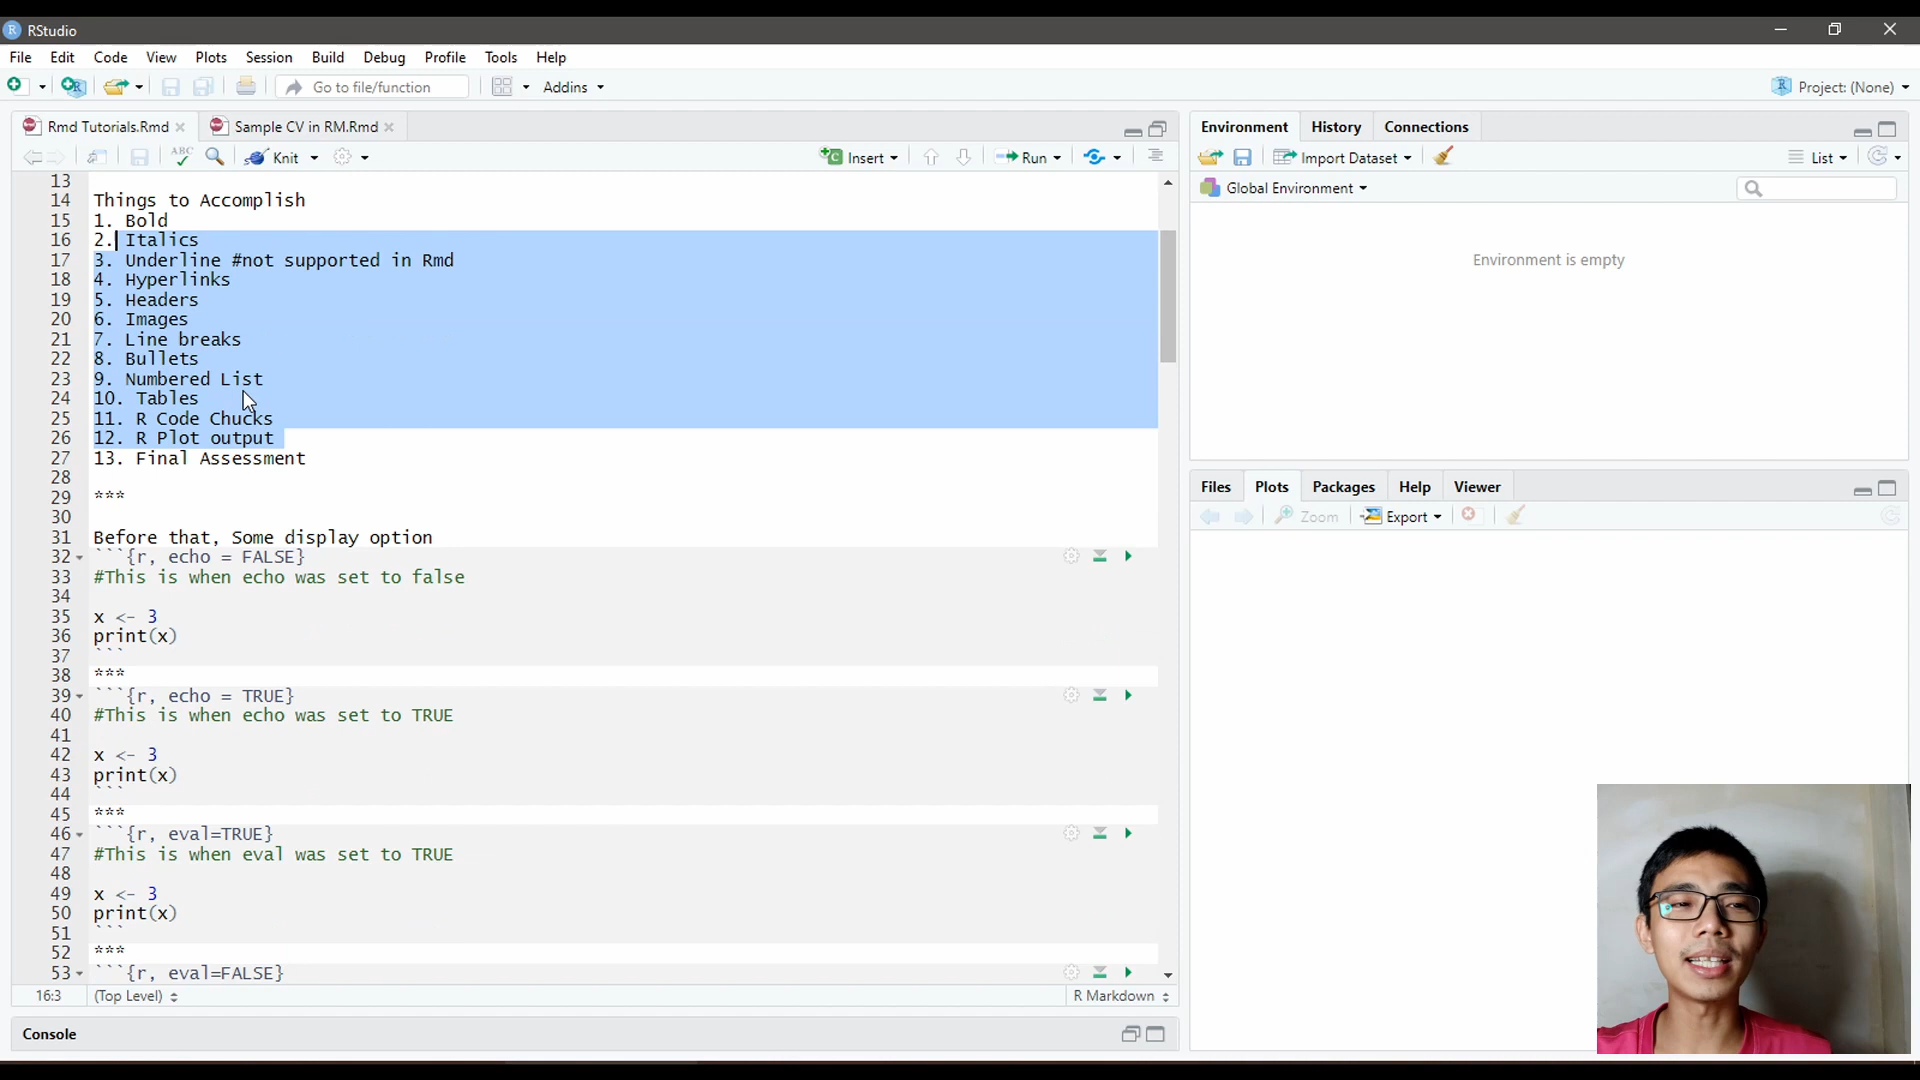 RStudio
File Edit Code View Plots Session Build Debug Profile Tools Help
Go to file/function Addins Project: (None)
Rmd Tutorials.Rmd Sample CV in RM.Rmd
ABC Knit Insert Run
13
14 Things to Accomplish
15 1. Bold
16 2. Italics
17 3. Underline #not supported in Rmd
18 4. Hyperlinks
19 5. Headers
20 6. Images
21 7. Line breaks
22 8. Bullets
23 9. Numbered List
24 10. Tables
25 11. R Code Chucks
26 12. R Plot output
27 13. Final Assessment
28
29 ***
30
31 Before that, Some display option
32 ```{r, echo = FALSE}
33 #This is when echo was set to false
34
35 x <- 3
36 print(x)
37 ```
38 ***
39 ```{r, echo = TRUE}
40 #This is when echo was set to TRUE
41
42 x <- 3
43 print(x)
44 ```
45 ***
46 ```{r, eval=TRUE}
47 #This is when eval was set to TRUE
48
49 x <- 3
50 print(x)
51 ```
52 ***
53 ```{r, eval=FALSE}
16:3 (Top Level) R Markdown
Console
Environment History Connections
Import Dataset List
Global Environment
Environment is empty
Files Plots Packages Help Viewer
Zoom Export